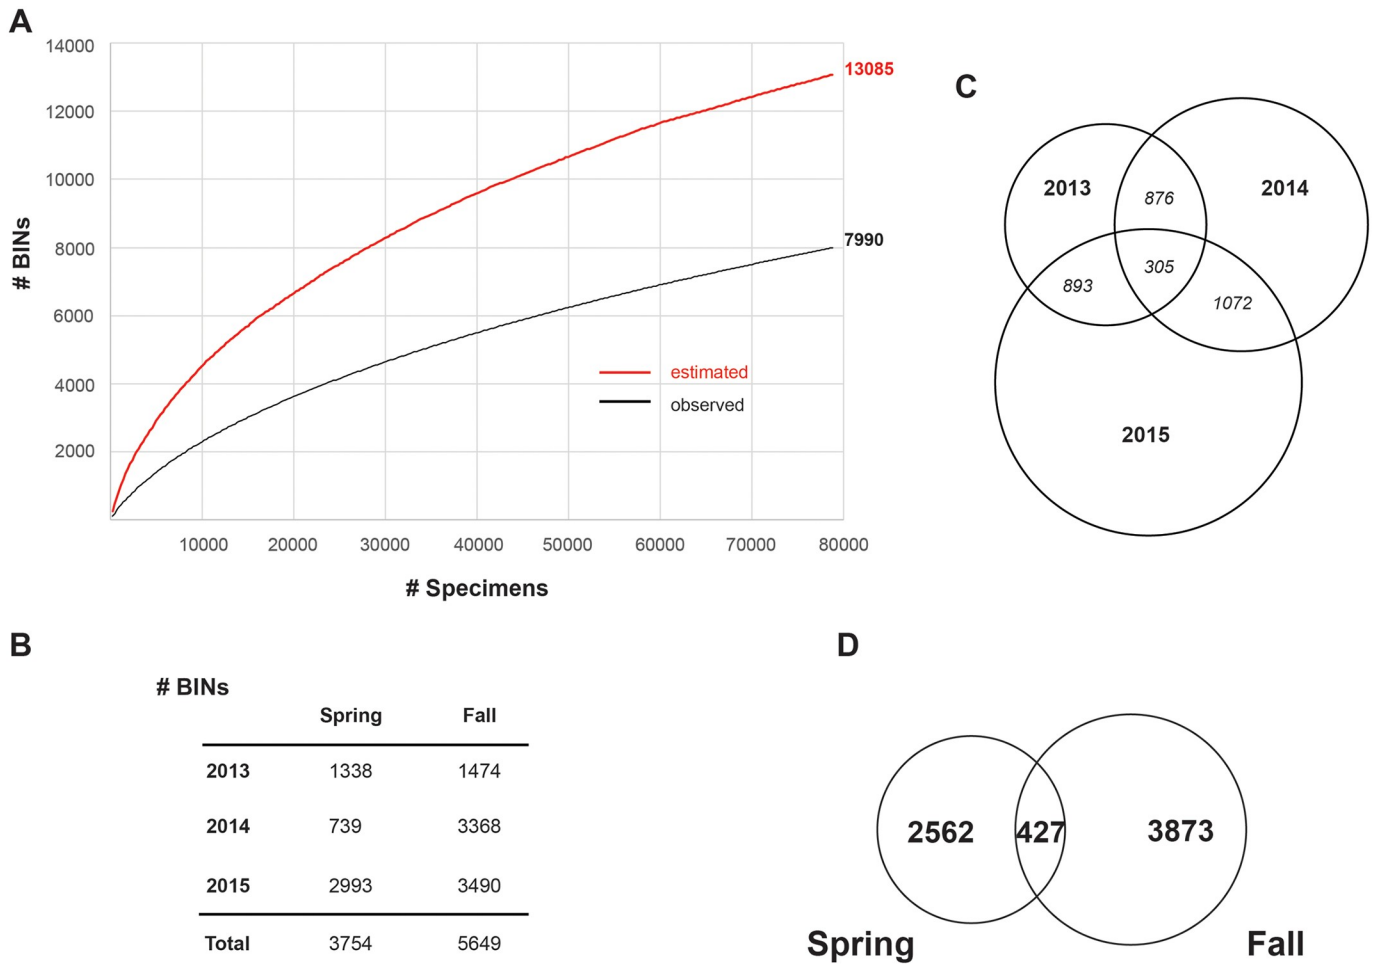 A
14000
12000
10000
8000
6000
4000
2000
# BINs
13085
7990
estimated
observed
10000 20000 30000 40000 50000 60000 70000 80000
# Specimens
C
2013
876
2014
893
305
1072
2015
B
# BINs
Spring Fall
2013 1338 1474
2014 739 3368
2015 2993 3490
Total 3754 5649
D
2562 427 3873
Spring Fall